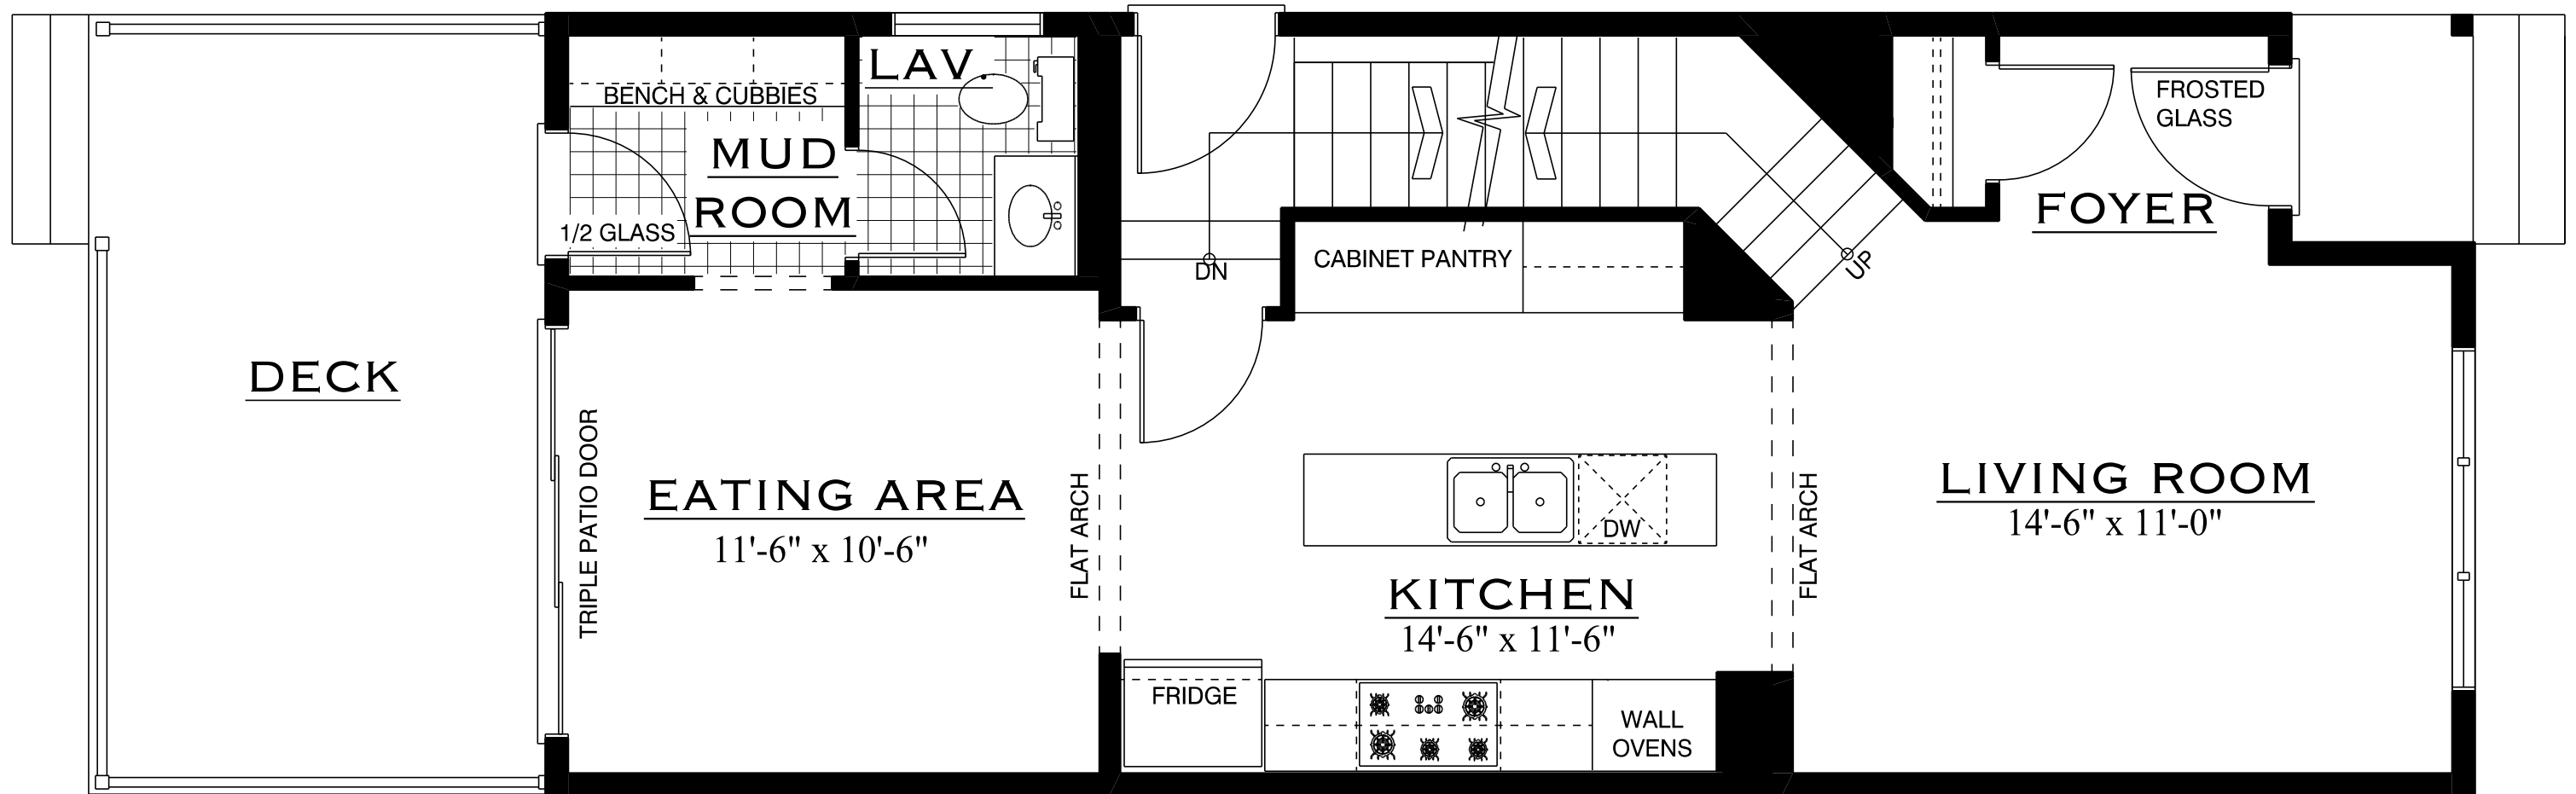 LAV
BENCH & CUBBIES
MUD
ROOM
1/2 GLASS
DN
CABINET PANTRY
UP
FROSTED
GLASS
FOYER
DECK
TRIPLE PATIO DOOR
EATING AREA
11'-6" x 10'-6"
FLAT ARCH
DW
KITCHEN
14'-6" x 11'-6"
FLAT ARCH
LIVING ROOM
14'-6" x 11'-0"
FRIDGE
WALL
OVENS